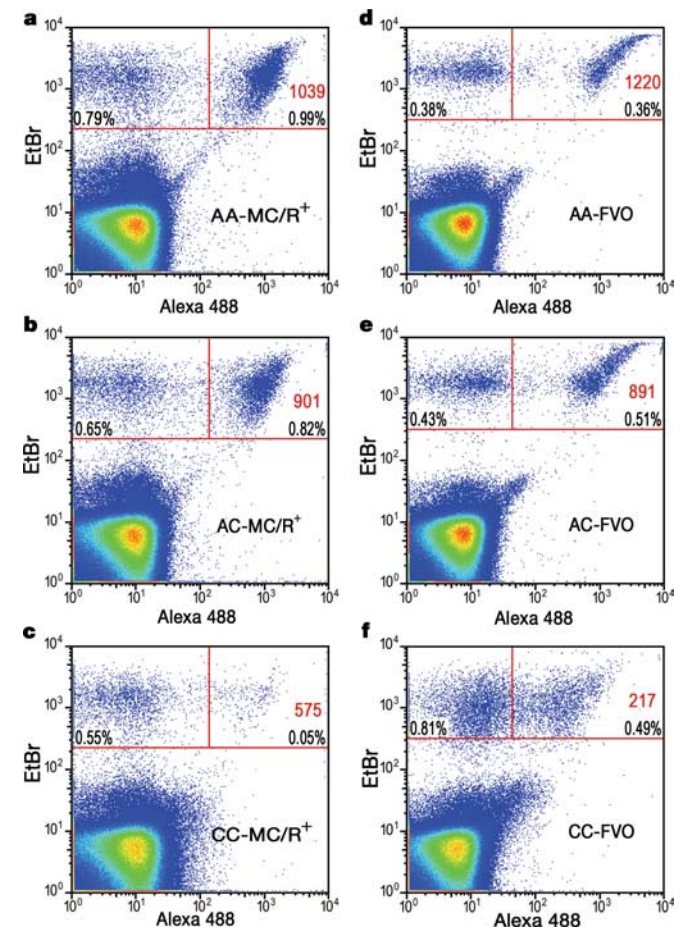 a
10⁴
10³
10²
10¹
10⁰
EtBr
0.79%
1039
0.99%
AA-MC/R⁺
10⁰ 10¹ 10² 10³ 10⁴
Alexa 488
d
10⁴
10³
10²
10¹
10⁰
EtBr
0.38%
1220
0.36%
AA-FVO
10⁰ 10¹ 10² 10³ 10⁴
Alexa 488
b
10⁴
10³
10²
10¹
10⁰
EtBr
0.65%
901
0.82%
AC-MC/R⁺
10⁰ 10¹ 10² 10³ 10⁴
Alexa 488
e
10⁴
10³
10²
10¹
10⁰
EtBr
0.43%
891
0.51%
AC-FVO
10⁰ 10¹ 10² 10³ 10⁴
Alexa 488
c
10⁴
10³
10²
10¹
10⁰
EtBr
0.55%
575
0.05%
CC-MC/R⁺
10⁰ 10¹ 10² 10³ 10⁴
Alexa 488
f
10⁴
10³
10²
10¹
10⁰
EtBr
0.81%
217
0.49%
CC-FVO
10⁰ 10¹ 10² 10³ 10⁴
Alexa 488